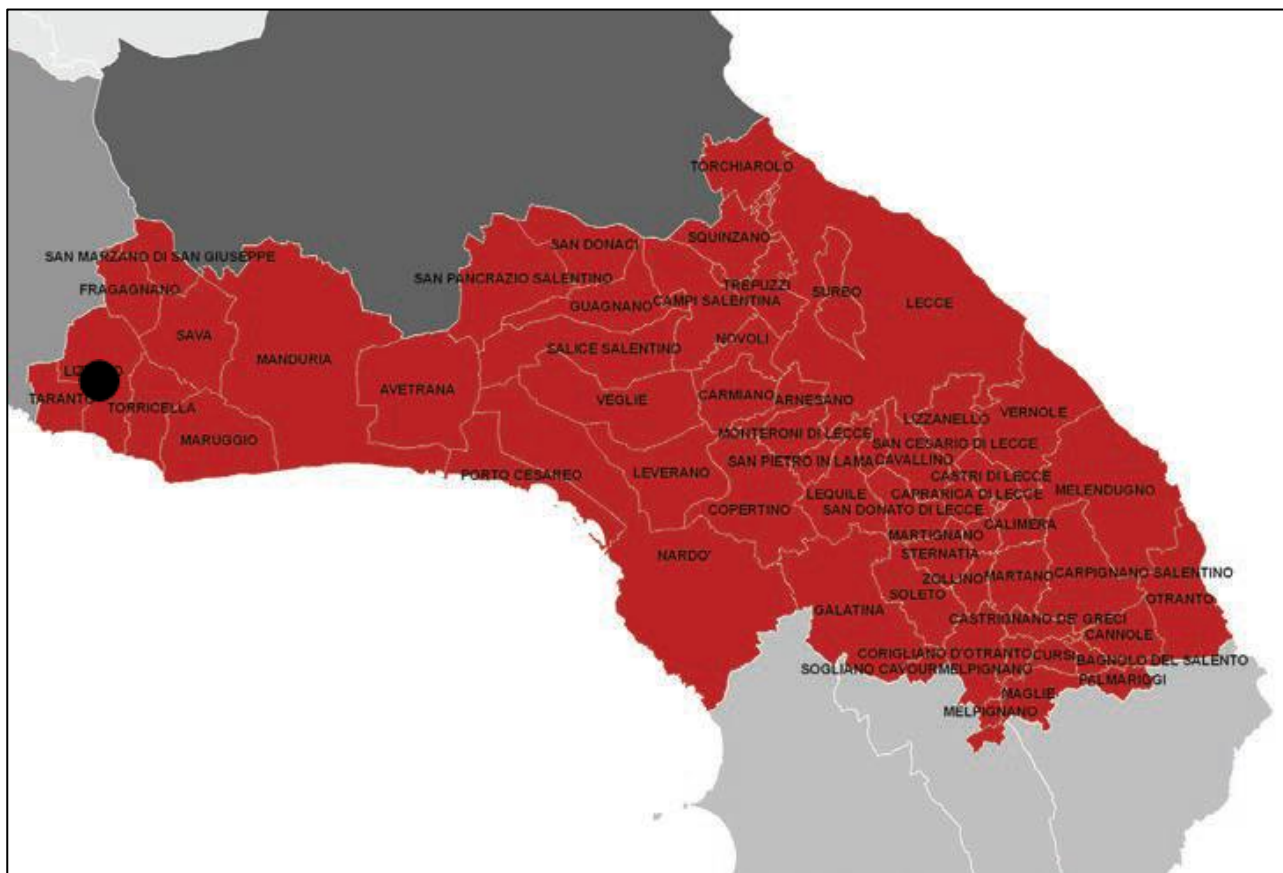 TORCHIAROLO
SQUINZANO
SAN DONACI
SAN MARZANO DI SAN GIUSEPPE
SAN PANCRAZIO SALENTINO
TREPUZZI
FRAGAGNANO
SURBO
CAMPI SALENTINA
LECCE
GUAGNANO
SAVA
NOVOLI
SALICE SALENTINO
MANDURIA
AVETRANA
CARMIANO
TARANTO
VEGLIE
ARNESANO
TORRICELLA
VERNOLE
LIZZANELLO
MONTERONI DI LECCE
MARUGGIO
SAN CESARIO DI LECCE
SAN PIETRO IN LAMA
CAVALLINO
LEVERANO
PORTO CESAREO
CASTRI DI LECCE
MELENDUGNO
LEQUILE
CAPRARICA DI LECCE
COPERTINO
SAN DONATO DI LECCE
CALIMERA
MARTIGNANO
STERNATIA
NARDO'
CARPIGNANO SALENTINO
ZOLLINO
MARTANO
SOLETO
OTRANTO
GALATINA
CASTRIGNANO DE' GRECI
CANNOLE
CORIGLIANO D'OTRANTO
CURSI
BAGNOLO DEL SALENTO
SOGLIANO CAVOUR
MELPIGNANO
PALMARIGGI
MAGLIE
MELPIGNANO